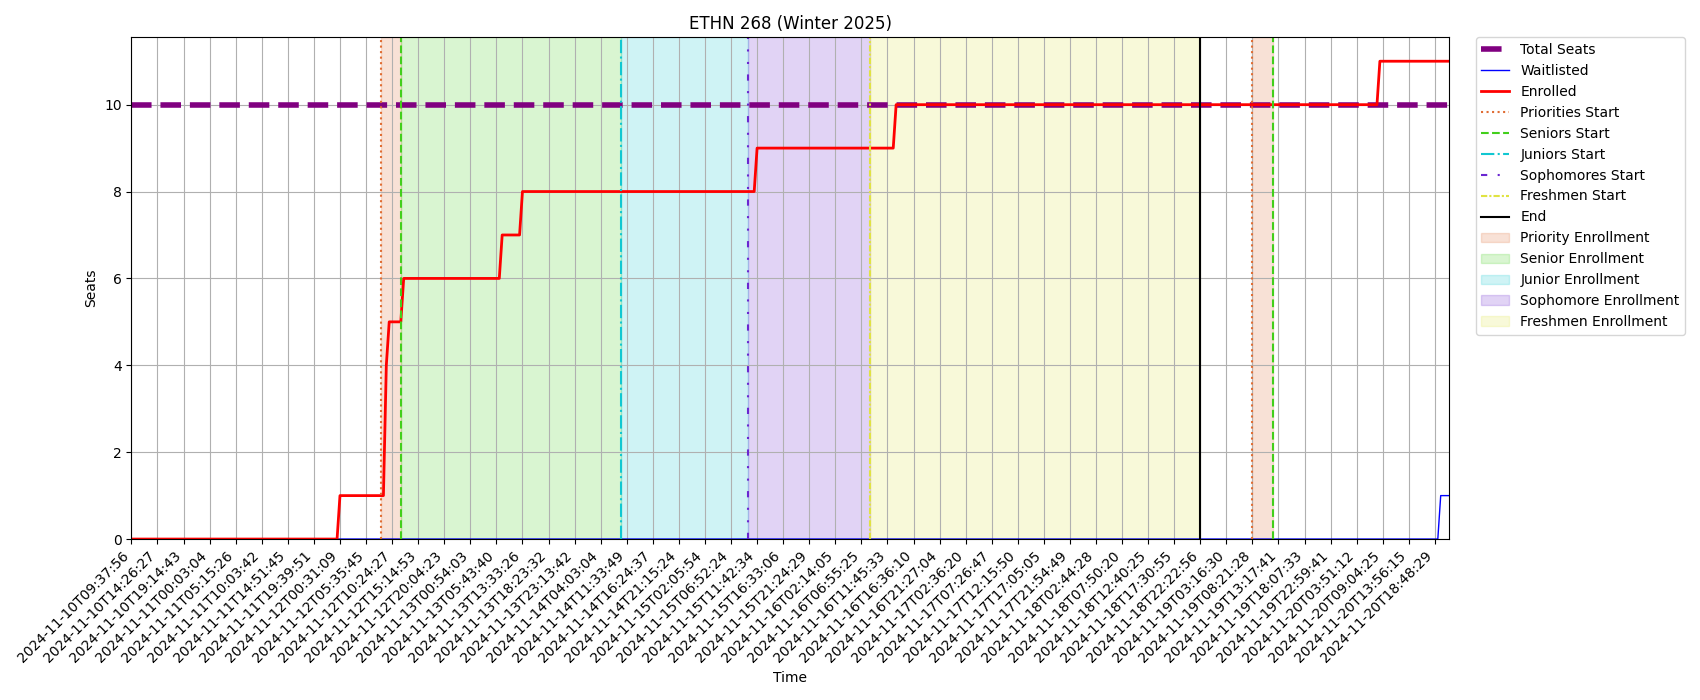 ETHN 268 (Winter 2025)
Seats
10
8
6
4
2
0
2024-11-10T09:37:56
2024-11-10T14:26:27
2024-11-10T19:14:43
2024-11-11T00:03:04
2024-11-11T05:15:26
2024-11-11T10:03:42
2024-11-11T14:51:45
2024-11-11T19:39:51
2024-11-12T00:31:09
2024-11-12T05:35:45
2024-11-12T10:24:27
2024-11-12T15:14:53
2024-11-12T20:04:23
2024-11-13T00:54:03
2024-11-13T05:43:40
2024-11-13T13:33:26
2024-11-13T18:23:32
2024-11-13T23:13:42
2024-11-14T04:03:04
2024-11-14T11:33:49
2024-11-14T16:24:37
2024-11-14T21:15:24
2024-11-15T02:05:54
2024-11-15T06:52:24
2024-11-15T11:42:34
2024-11-15T16:33:06
2024-11-15T21:24:29
2024-11-16T02:14:05
2024-11-16T06:55:25
2024-11-16T11:45:33
2024-11-16T16:36:10
2024-11-16T21:27:04
2024-11-17T02:36:20
2024-11-17T07:26:47
2024-11-17T12:15:50
2024-11-17T17:05:05
2024-11-17T21:54:49
2024-11-18T02:44:28
2024-11-18T07:50:20
2024-11-18T12:40:25
2024-11-18T17:30:55
2024-11-18T22:22:56
2024-11-19T03:16:30
2024-11-19T08:21:28
2024-11-19T13:17:41
2024-11-19T18:07:33
2024-11-19T22:59:41
2024-11-20T03:51:12
2024-11-20T09:04:25
2024-11-20T13:56:15
2024-11-20T18:48:29
Time
Total Seats
Waitlisted
Enrolled
Priorities Start
Seniors Start
Juniors Start
Sophomores Start
Freshmen Start
End
Priority Enrollment
Senior Enrollment
Junior Enrollment
Sophomore Enrollment
Freshmen Enrollment